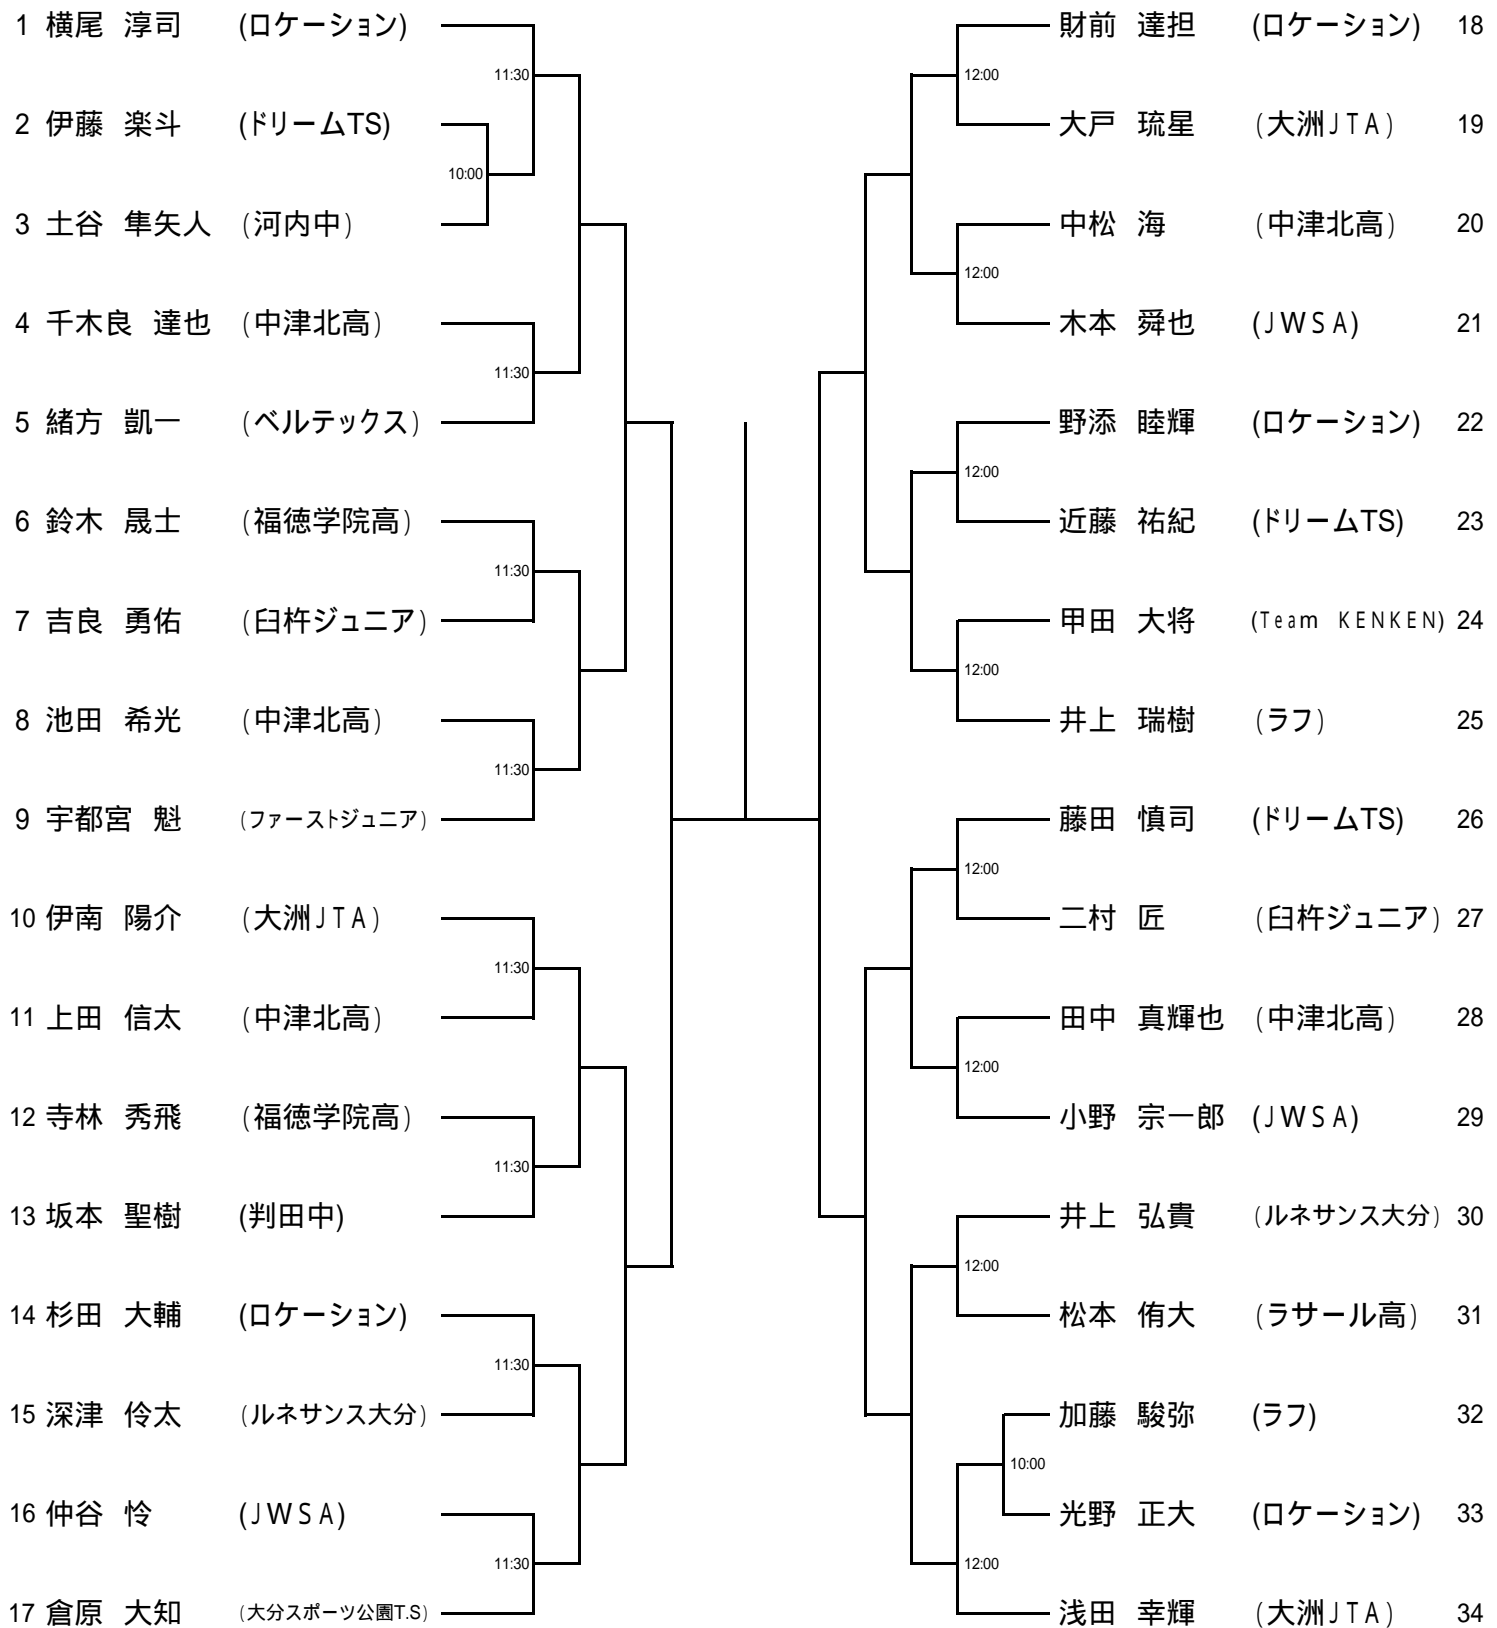 1 横尾 淳司 (ロケーション)
11:30
2 伊藤 楽斗 (ドリームTS)
10:00
3 土谷 隼矢人 (河内中)
4 千木良 達也 (中津北高)
11:30
5 緒方 凱一 (ベルテックス)
6 鈴木 晟士 (福徳学院高)
11:30
7 吉良 勇佑 (臼杵ジュニア)
8 池田 希光 (中津北高)
11:30
9 宇都宮 魁 (ファーストジュニア)
10 伊南 陽介 (大洲JTA)
11:30
11 上田 信太 (中津北高)
12 寺林 秀飛 (福徳学院高)
11:30
13 坂本 聖樹 (判田中)
14 杉田 大輔 (ロケーション)
11:30
15 深津 伶太 (ルネサンス大分)
16 仲谷 怜 (JWSA)
11:30
17 倉原 大知 (大分スポーツ公園T.S)
財前 達担 (ロケーション) 18
12:00
大戸 琉星 (大洲JTA) 19
中松 海 (中津北高) 20
12:00
木本 舜也 (JWSA) 21
野添 睦輝 (ロケーション) 22
12:00
近藤 祐紀 (ドリームTS) 23
甲田 大将 (Team KENKEN) 24
12:00
井上 瑞樹 (ラフ) 25
藤田 慎司 (ドリームTS) 26
12:00
二村 匠 (臼杵ジュニア) 27
田中 真輝也 (中津北高) 28
12:00
小野 宗一郎 (JWSA) 29
井上 弘貴 (ルネサンス大分) 30
12:00
松本 侑大 (ラサール高) 31
加藤 駿弥 (ラフ) 32
10:00
光野 正大 (ロケーション) 33
12:00
浅田 幸輝 (大洲JTA) 34